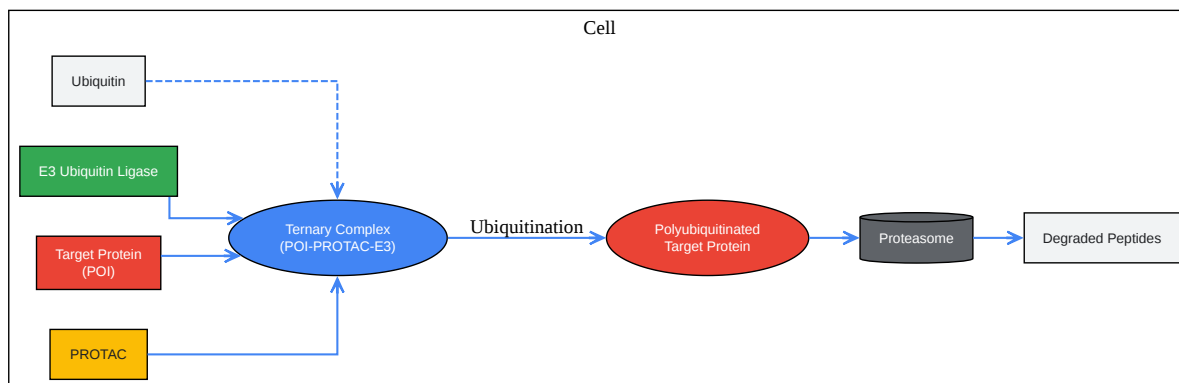 Cell
Ubiquitin
E3 Ubiquitin Ligase
Target Protein
(POI)
PROTAC
Ternary Complex
(POI-PROTAC-E3)
Ubiquitination
Polyubiquitinated
Target Protein
Proteasome
Degraded Peptides